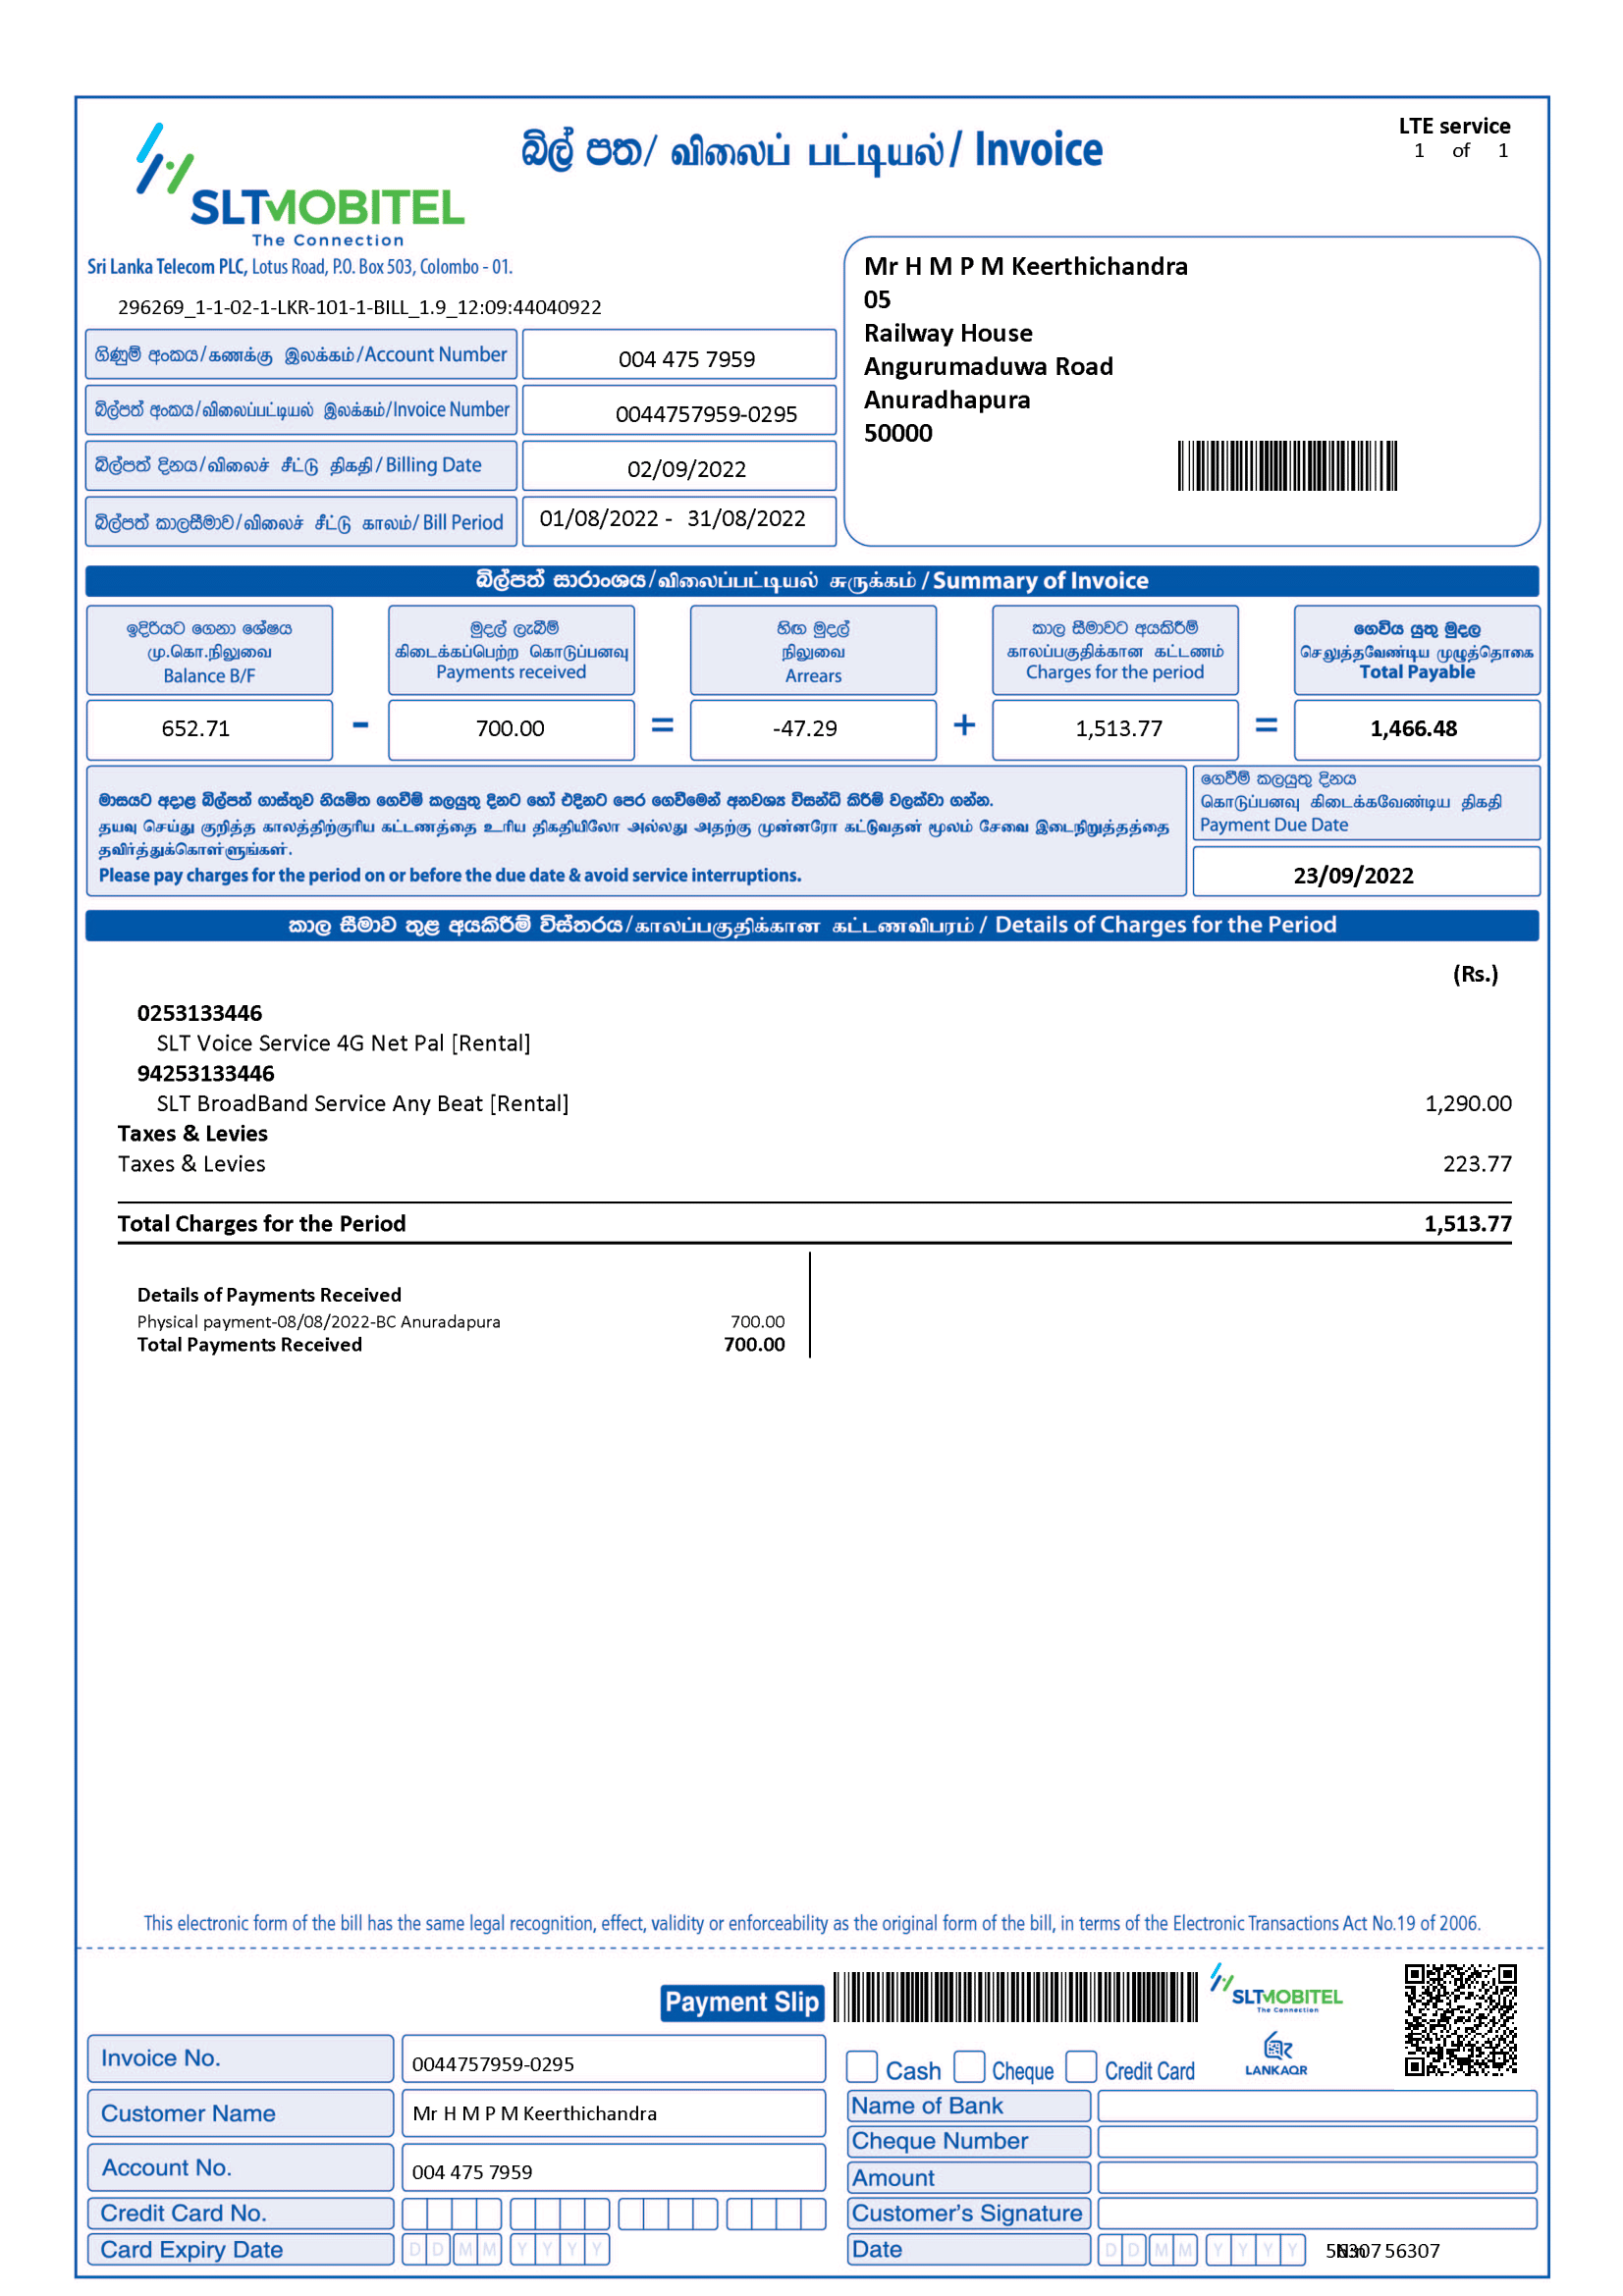 SLTMOBITEL
The Connection
බිල් පත/ விலைப் பட்டியல்/ Invoice
LTE service
1 of 1
Sri Lanka Telecom PLC, Lotus Road, P.O. Box 503, Colombo - 01.
296269_1-1-02-1-LKR-101-1-BILL_1.9_12:09:44040922
Mr H M P M Keerthichandra
05
Railway House
Angurumaduwa Road
Anuradhapura
50000
ගිණුම් අංකය/கணக்கு இலக்கம்/Account Number 004 475 7959
බිල්පත් අංකය/விலைப்பட்டியல் இலக்கம்/Invoice Number 0044757959-0295
බිල්පත් දිනය/விலைச் சீட்டு திகதி/Billing Date 02/09/2022
බිල්පත් කාලසීමාව/விலைச் சீட்டு காலம்/Bill Period 01/08/2022 - 31/08/2022
බිල්පත් සාරාංශය/விலைப்பட்டியல் சுருக்கம்/Summary of Invoice
ඉදිරියට ගෙනා ශේෂය
மு.கொ.நிலுவை
Balance B/F
මුදල් ලැබීම්
கிடைக்கப்பெற்ற கொடுப்பனவு
Payments received
හිඟ මුදල්
நிலுவை
Arrears
කාල සීමාවට අයකිරීම්
காலப்பகுதிக்கான கட்டணம்
Charges for the period
ගෙවිය යුතු මුදල
செலுத்தவேண்டிய முழுத்தொகை
Total Payable
652.71 - 700.00 = -47.29 + 1,513.77 = 1,466.48
මාසයට අදාළ බිල්පත් ගාස්තුව නියමිත ගෙවීම් කලයුතු දිනට හෝ එදිනට පෙර ගෙවීමෙන් අනවශ්‍ය විසන්ධි කිරීම් වලක්වා ගන්න.
தயவு செய்து குறித்த காலத்திற்குரிய கட்டணத்தை உரிய திகதியிலோ அல்லது அதற்கு முன்னரோ கட்டுவதன் மூலம் சேவை இடைநிறுத்தத்தை
தவிர்த்துக்கொள்ளுங்கள்.
Please pay charges for the period on or before the due date & avoid service interruptions.
ගෙවීම් කලයුතු දිනය
கொடுப்பனவு கிடைக்கவேண்டிய திகதி
Payment Due Date
23/09/2022
කාල සීමාව තුළ අයකිරීම් විස්තරය/காலப்பகுதிக்கான கட்டணவிபரம்/ Details of Charges for the Period
(Rs.)
0253133446
SLT Voice Service 4G Net Pal [Rental]
94253133446
SLT BroadBand Service Any Beat [Rental] 1,290.00
Taxes & Levies
Taxes & Levies 223.77
Total Charges for the Period 1,513.77
Details of Payments Received
Physical payment-08/08/2022-BC Anuradapura 700.00
Total Payments Received 700.00
This electronic form of the bill has the same legal recognition, effect, validity or enforceability as the original form of the bill, in terms of the Electronic Transactions Act No.19 of 2006.
Payment Slip
SLTMOBITEL
The Connection
LANKAQR
Invoice No. 0044757959-0295
Cash Cheque Credit Card
Customer Name Mr H M P M Keerthichandra
Name of Bank
Cheque Number
Account No. 004 475 7959
Amount
Credit Card No.
Customer's Signature
Card Expiry Date D D M M Y Y Y Y
Date D D M M Y Y Y Y
56307